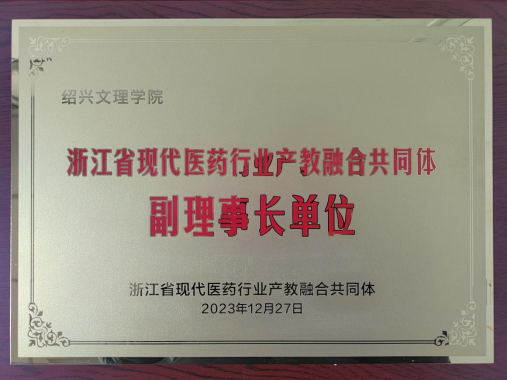 绍兴文理学院
浙江省现代医药行业产教融合共同体
副理事长单位
浙江省现代医药行业产教融合共同体
2023年12月27日